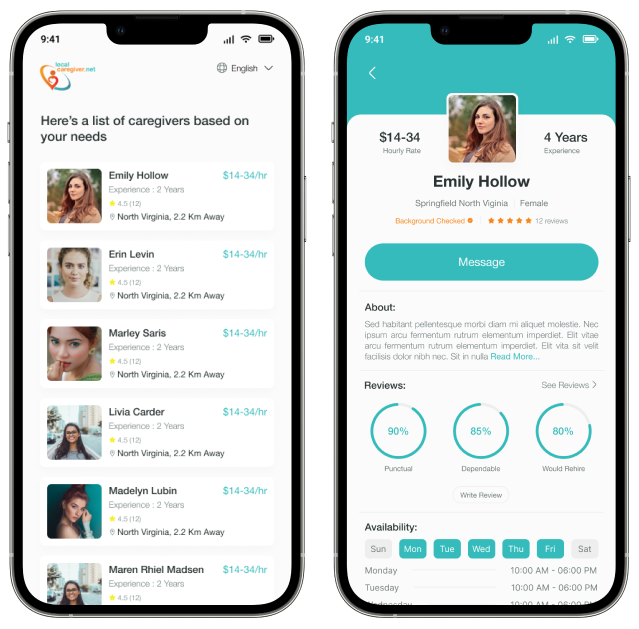 9:41
local
caregiver.net
English
Here's a list of caregivers based on
your needs
Emily Hollow
$14-34/hr
Experience : 2 Years
4.5 (12)
North Virginia, 2.2 Km Away
Erin Levin
$14-34/hr
Experience : 2 Years
4.5 (12)
North Virginia, 2.2 Km Away
Marley Saris
$14-34/hr
Experience : 2 Years
4.5 (12)
North Virginia, 2.2 Km Away
Livia Carder
$14-34/hr
Experience : 2 Years
4.5 (12)
North Virginia, 2.2 Km Away
Madelyn Lubin
$14-34/hr
Experience : 2 Years
4.5 (12)
North Virginia, 2.2 Km Away
Maren Rhiel Madsen
$14-34/hr
Experience : 2 Years
4.5 (12)
9:41
$14-34
Hourly Rate
4 Years
Experience
Emily Hollow
Springfield North Viginia
Female
Background Checked
12 reviews
Message
About:
Sed habitant pellentesque morbi diam mi aliquet molestie. Nec
ipsum arcu fermentum rutrum elementum imperdiet. Elit vitae
arcu fermentum rutrum elementum imperdiet. Elit vita sit velit
facilisis dolor nibh nec. Sit in nulla Read More...
Reviews:
See Reviews
90%
85%
80%
Punctual
Dependable
Would Rehire
Write Review
Availability:
Sun Mon Tue Wed Thu Fri Sat
Monday
10:00 AM - 06:00 PM
Tuesday
10:00 AM - 06:00 PM
Wednesday
10:00 AM - 06:00 PM